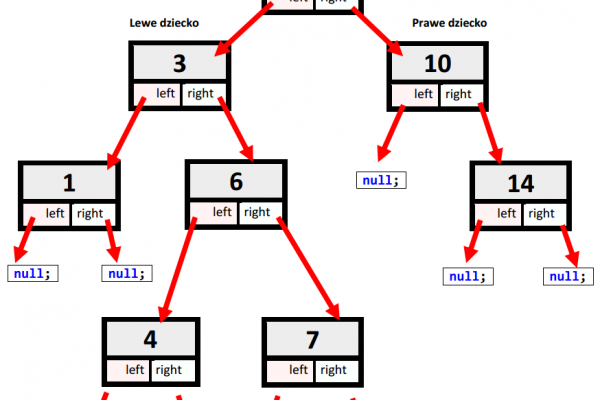 left right
Lewe dziecko Prawe dziecko
3 10
left right left right
1 6 null; 14
left right left right left right
null; null; null; null;
4 7
left right left right